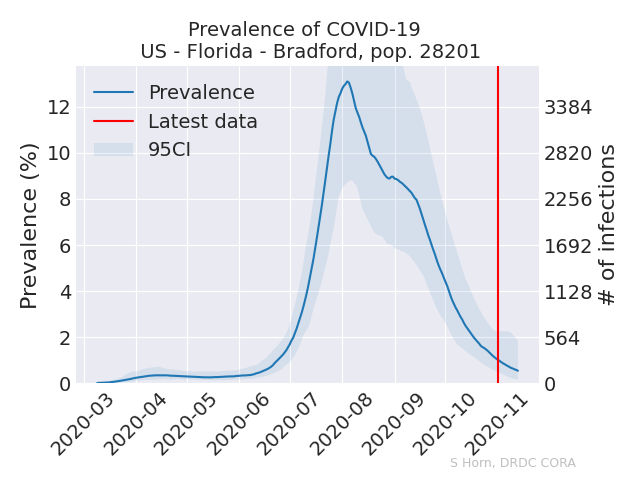 Prevalence of COVID-19
US - Florida - Bradford, pop. 28201
Prevalence
Latest data
95CI
Prevalence (%)
12
10
8
6
4
2
0
3384
2820
2256
1692
1128
564
0
# of infections
2020-03
2020-04
2020-05
2020-06
2020-07
2020-08
2020-09
2020-10
2020-11
S Horn, DRDC CORA